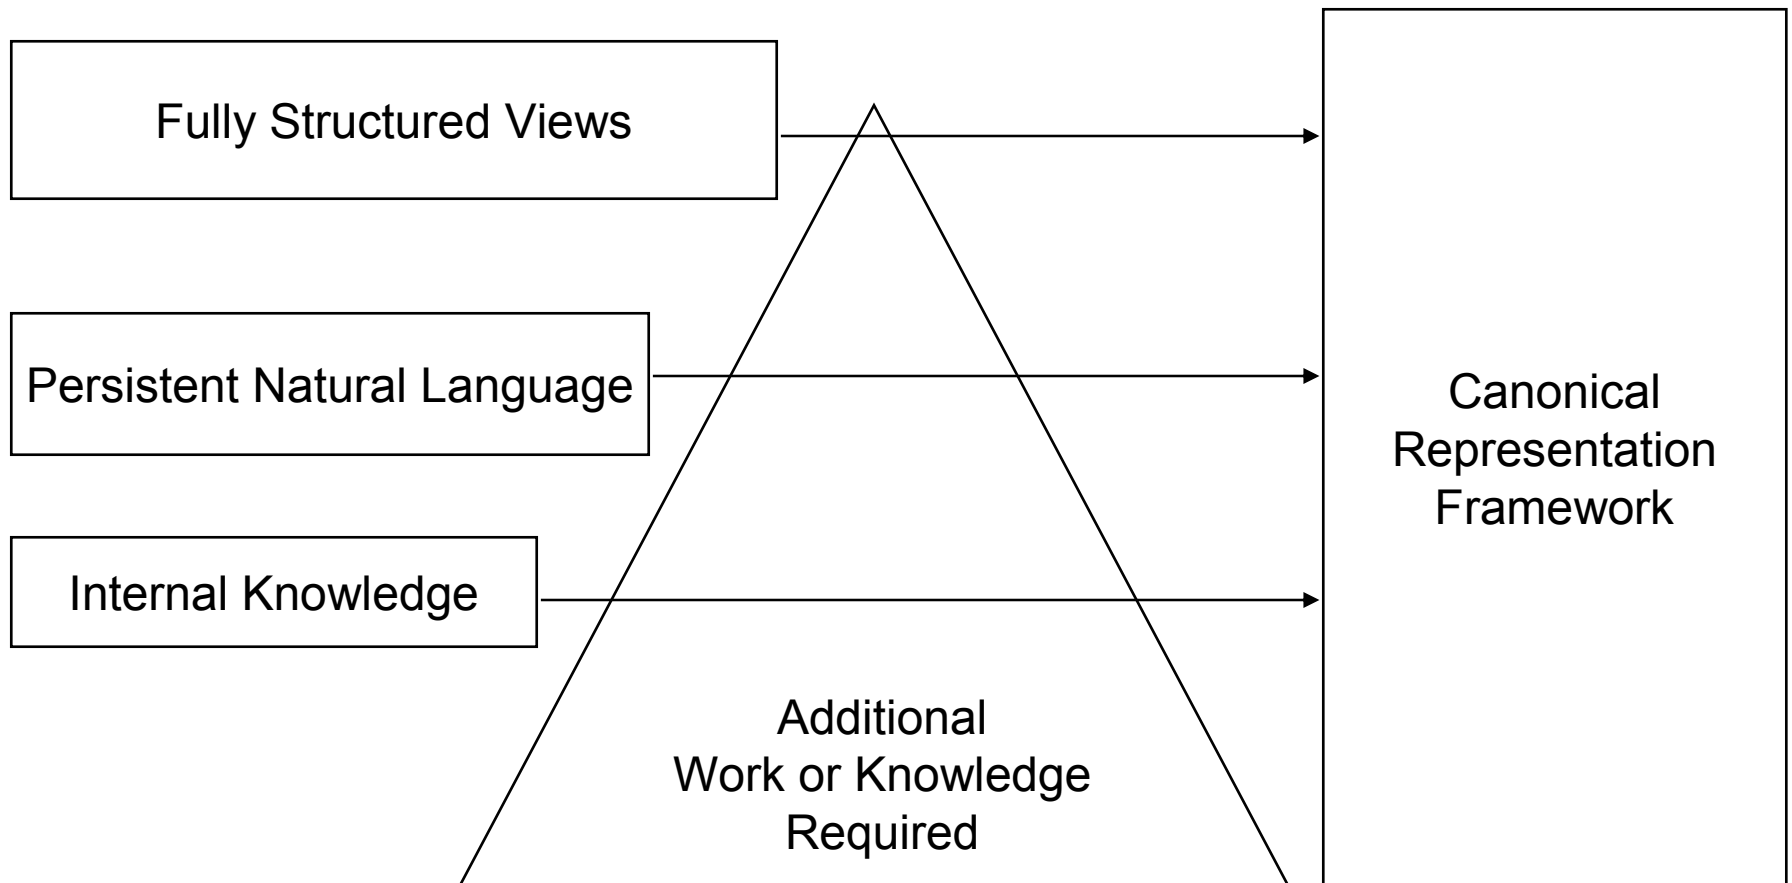 Fully Structured Views
Persistent Natural Language
Internal Knowledge
Additional
Work or Knowledge
Required
Canonical
Representation
Framework